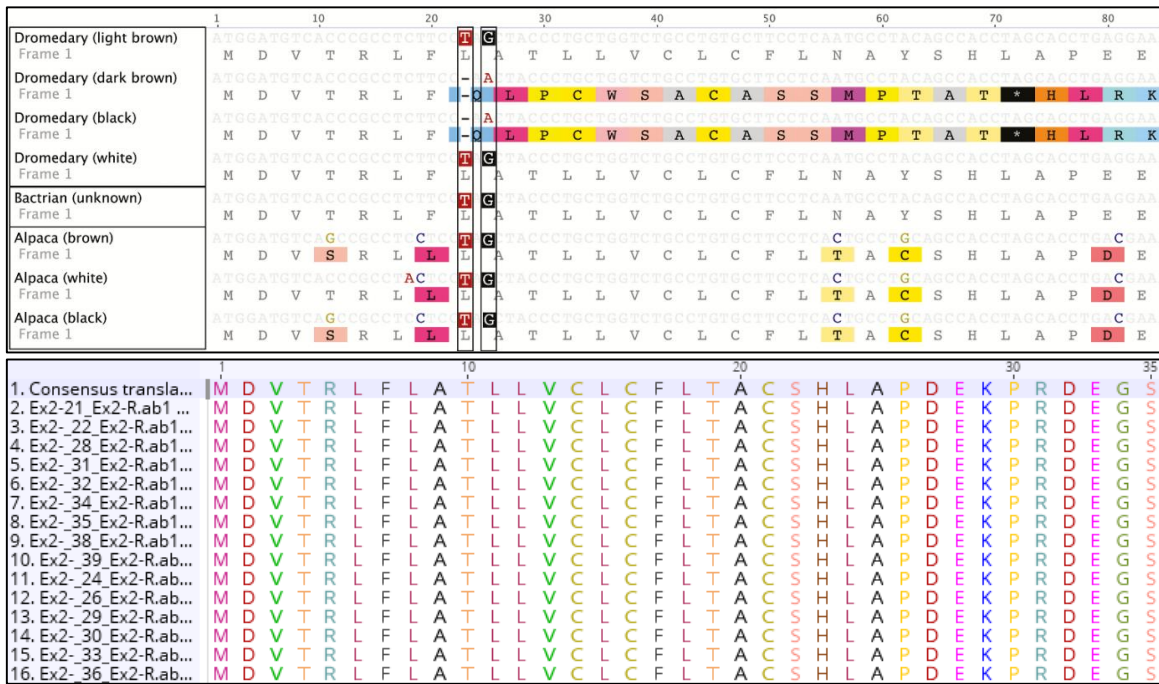 1 10 20 30 40 50 60 70 80
Dromedary (light brown) T G
Frame 1 M D V T R L F L A T L L V C L C F L N A Y S H L A P E E
Dromedary (dark brown) - A
Frame 1 M D V T R L F - Q L P C W S A C A S S M P T A T * H L R K
Dromedary (black) - A
Frame 1 M D V T R L F - Q L P C W S A C A S S M P T A T * H L R K
Dromedary (white) T G
Frame 1 M D V T R L F L A T L L V C L C F L N A Y S H L A P E E
Bactrian (unknown) T G
Frame 1 M D V T R L F L A T L L V C L C F L N A Y S H L A P E E
Alpaca (brown) G C T G C G C
Frame 1 M D V S R L L L A T L L V C L C F L T A C S H L A P D E
Alpaca (white) A C T G C G C
Frame 1 M D V T R L L L A T L L V C L C F L T A C S H L A P D E
Alpaca (black) G C T G C G C
Frame 1 M D V S R L L L A T L L V C L C F L T A C S H L A P D E
1 10 20 30 35
1. Consensus transla... M D V T R L F L A T L L V C L C F L T A C S H L A P D E K P R D E G S
2. Ex2-21_Ex2-R.ab1 ... M D V T R L F L A T L L V C L C F L T A C S H L A P D E K P R D E G S
3. Ex2-_22_Ex2-R.ab1... M D V T R L F L A T L L V C L C F L T A C S H L A P D E K P R D E G S
4. Ex2-_28_Ex2-R.ab1... M D V T R L F L A T L L V C L C F L T A C S H L A P D E K P R D E G S
5. Ex2-_31_Ex2-R.ab1... M D V T R L F L A T L L V C L C F L T A C S H L A P D E K P R D E G S
6. Ex2-_32_Ex2-R.ab1... M D V T R L F L A T L L V C L C F L T A C S H L A P D E K P R D E G S
7. Ex2-_34_Ex2-R.ab1... M D V T R L F L A T L L V C L C F L T A C S H L A P D E K P R D E G S
8. Ex2-_35_Ex2-R.ab1... M D V T R L F L A T L L V C L C F L T A C S H L A P D E K P R D E G S
9. Ex2-_38_Ex2-R.ab1... M D V T R L F L A T L L V C L C F L T A C S H L A P D E K P R D E G S
10. Ex2-_39_Ex2-R.ab... M D V T R L F L A T L L V C L C F L T A C S H L A P D E K P R D E G S
11. Ex2-_24_Ex2-R.ab... M D V T R L F L A T L L V C L C F L T A C S H L A P D E K P R D E G S
12. Ex2-_26_Ex2-R.ab... M D V T R L F L A T L L V C L C F L T A C S H L A P D E K P R D E G S
13. Ex2-_29_Ex2-R.ab... M D V T R L F L A T L L V C L C F L T A C S H L A P D E K P R D E G S
14. Ex2-_30_Ex2-R.ab... M D V T R L F L A T L L V C L C F L T A C S H L A P D E K P R D E G S
15. Ex2-_33_Ex2-R.ab... M D V T R L F L A T L L V C L C F L T A C S H L A P D E K P R D E G S
16. Ex2-_36_Ex2-R.ab... M D V T R L F L A T L L V C L C F L T A C S H L A P D E K P R D E G S